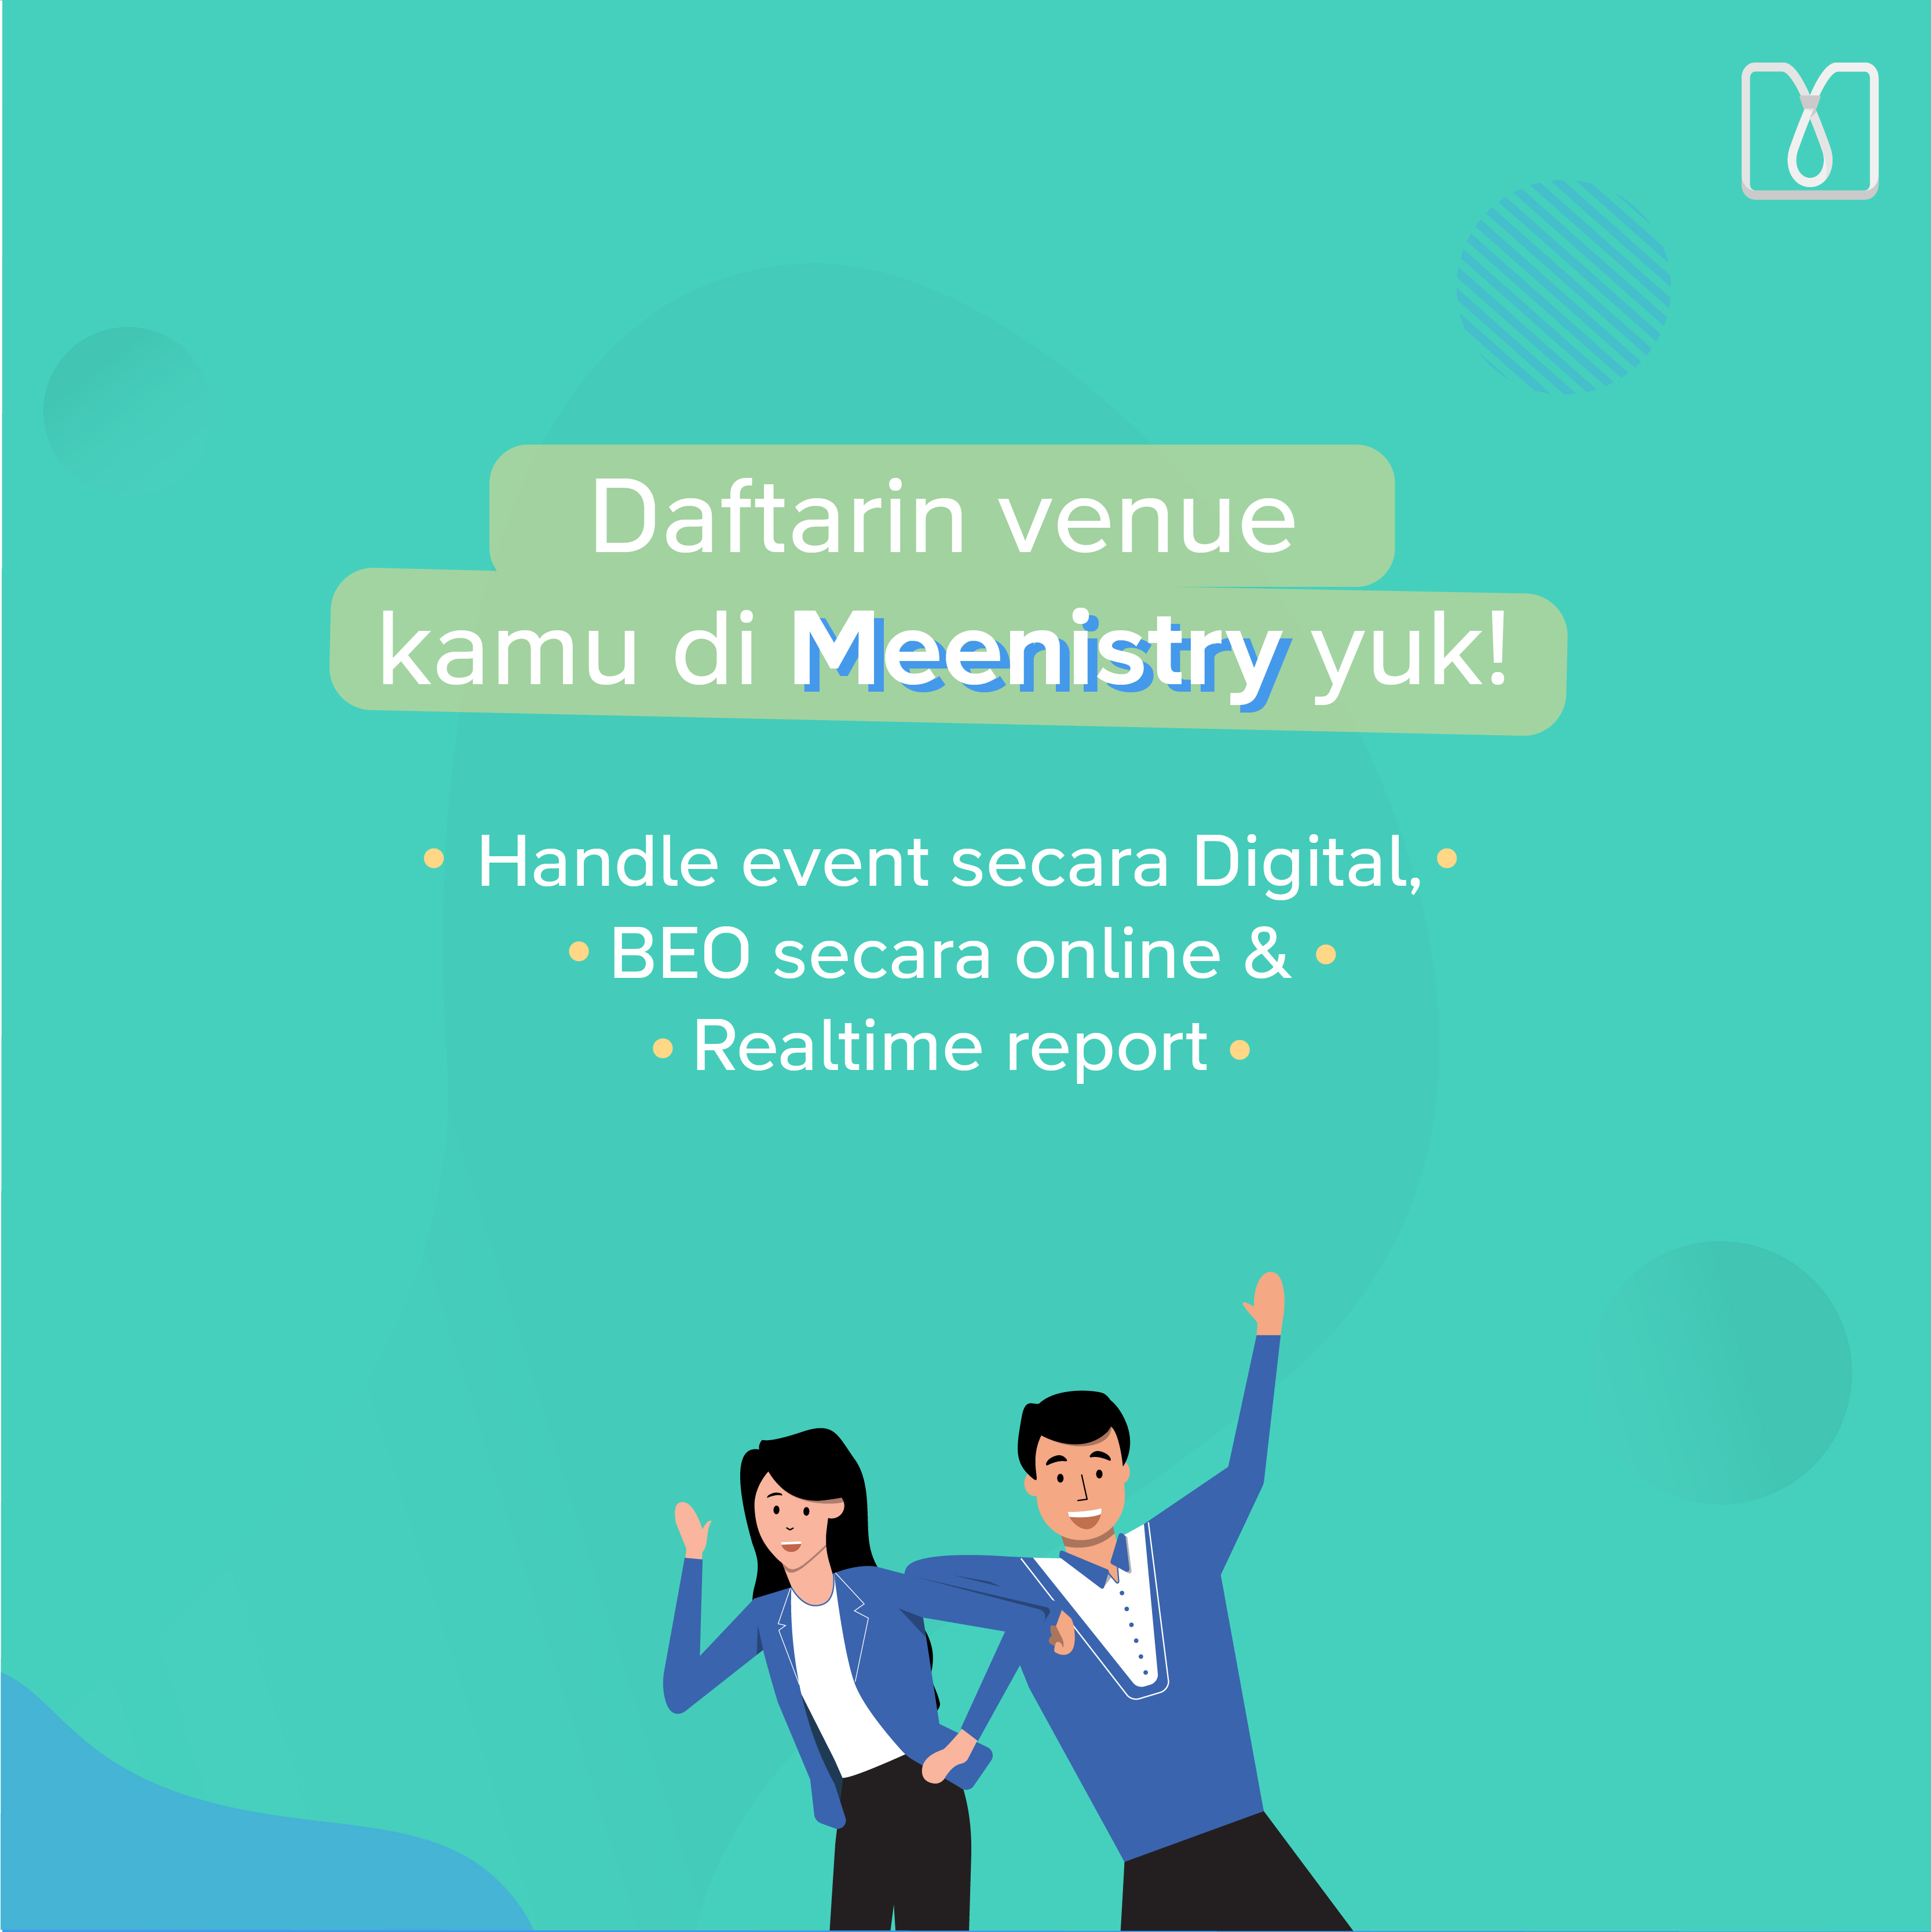 Daftarin venue
kamu di Meenistry yuk!
Handle event secara Digital,
BEO secara online &
Realtime report